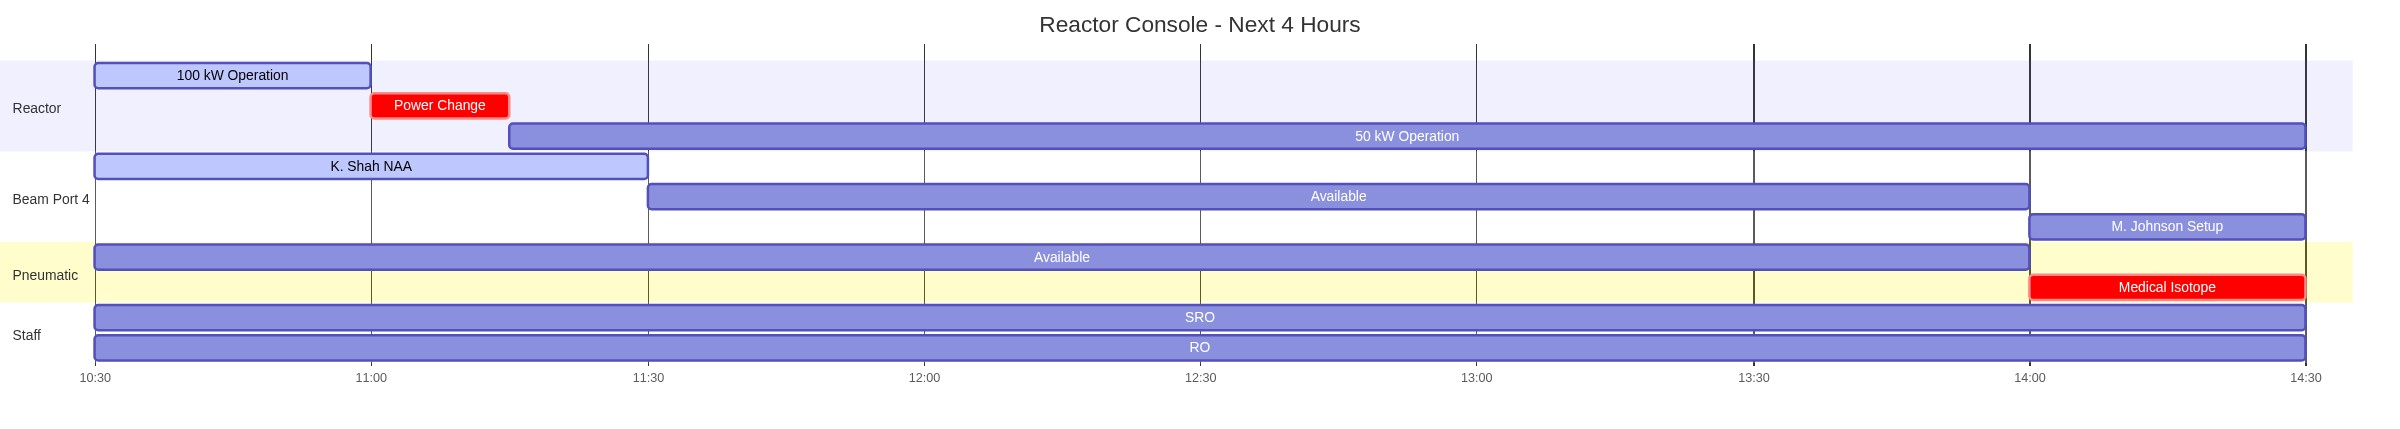 Reactor Console - Next 4 Hours
Reactor
100 kW Operation
Power Change
50 kW Operation
Beam Port 4
K. Shah NAA
Available
M. Johnson Setup
Pneumatic
Available
Medical Isotope
Staff
SRO
RO
10:30 11:00 11:30 12:00 12:30 13:00 13:30 14:00 14:30